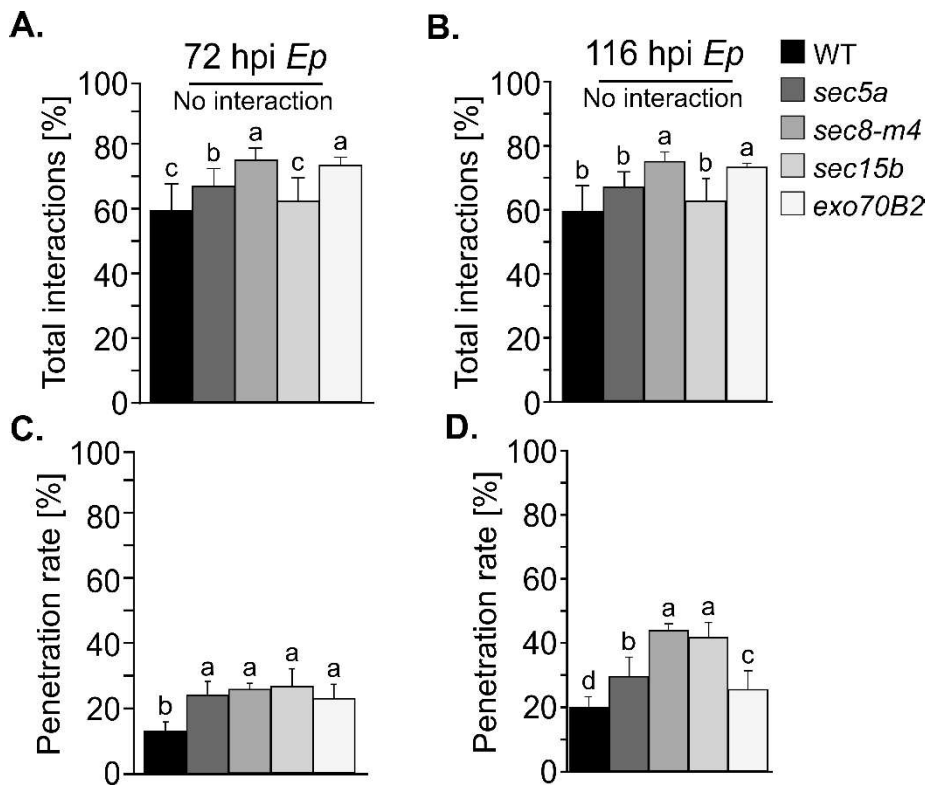 A.
72 hpi Ep
No interaction
Total interactions [%]
100
80
60
40
20
0
c
b
a
c
a
B.
116 hpi Ep
No interaction
Total interactions [%]
100
80
60
40
20
0
b
b
a
b
a
WT
sec5a
sec8-m4
sec15b
exo70B2
C.
Penetration rate [%]
100
80
60
40
20
0
b
a
a
a
a
D.
Penetration rate [%]
100
80
60
40
20
0
d
b
a
a
c